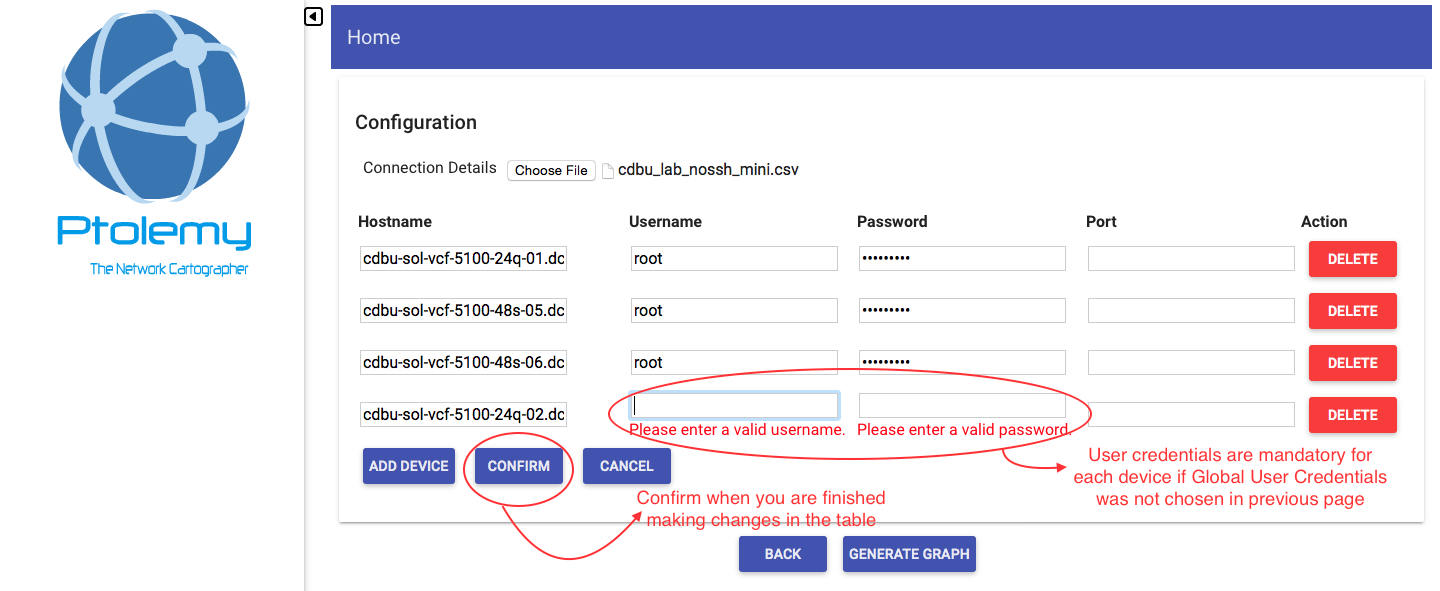 Home
Ptolemy
The Network Cartographer
Configuration
Connection Details Choose File cdbu_lab_nossh_mini.csv
Hostname Username Password Port Action
cdbu-sol-vcf-5100-24q-01.dc root ••••••••• DELETE
cdbu-sol-vcf-5100-48s-05.dc root ••••••••• DELETE
cdbu-sol-vcf-5100-48s-06.dc root ••••••••• DELETE
cdbu-sol-vcf-5100-24q-02.dc DELETE
Please enter a valid username. Please enter a valid password.
ADD DEVICE CONFIRM CANCEL
User credentials are mandatory for
each device if Global User Credentials
was not chosen in previous page
Confirm when you are finished
making changes in the table
BACK GENERATE GRAPH